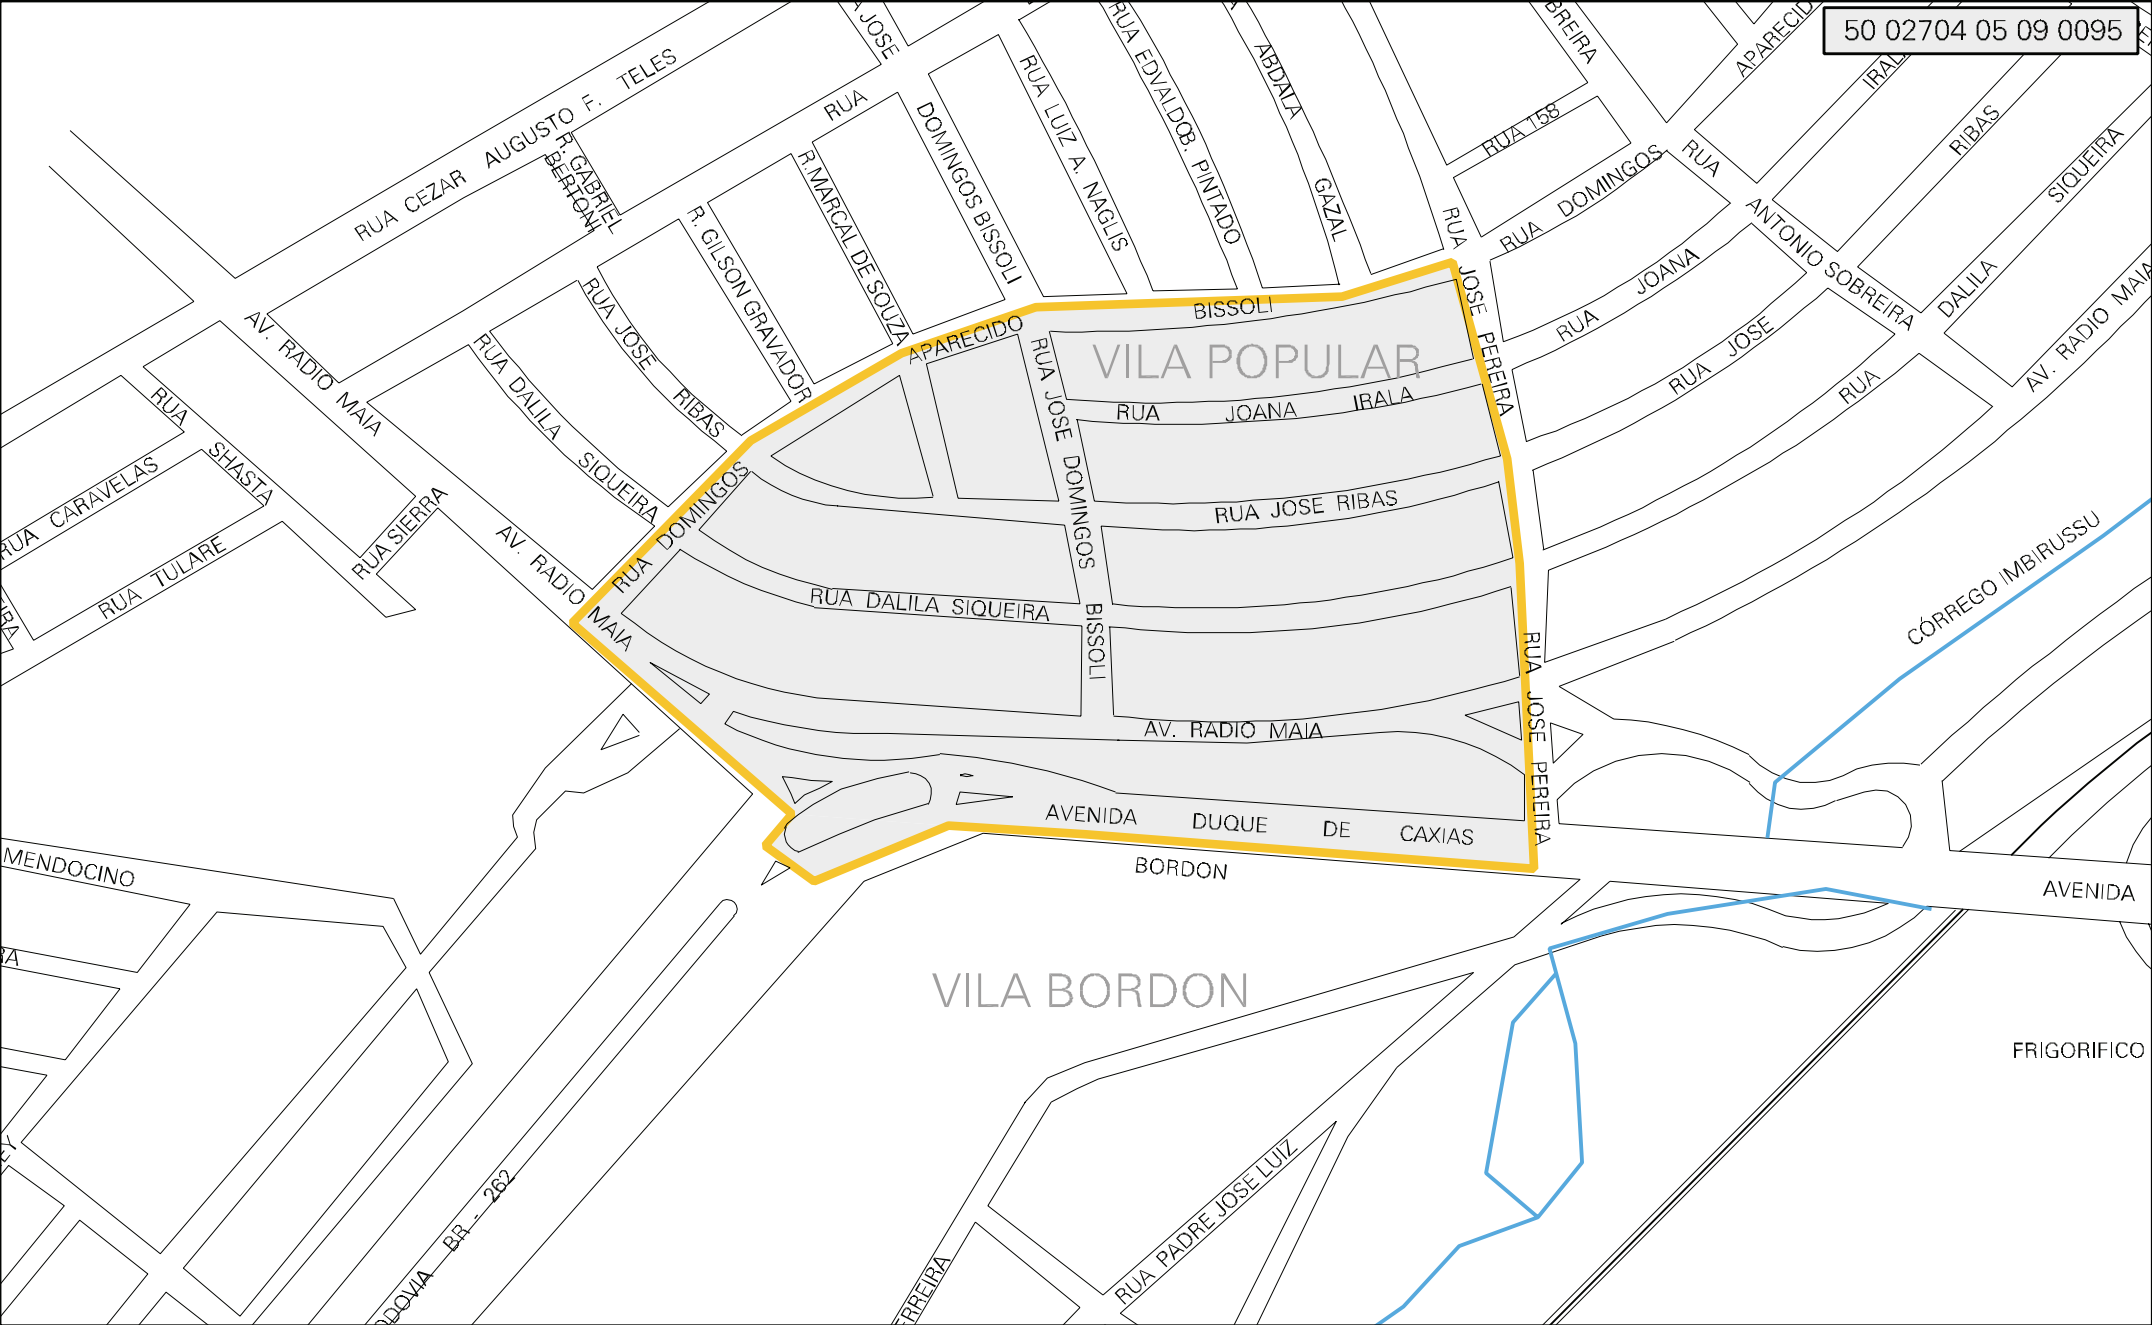 50 02704 05 09 0095
RUA CEZAR AUGUSTO F. TELES
R. GABRIEL
BERTONI
RUA
DOMINGOS BISSOLI
RUA LUIZ A. NAGLIS
RUA EDVALDO B. PINTADO
ABDALA GAZAL
RUA 158
RUA DOMINGOS
APARECID
RIBAS
SIQUEIRA
RUA ANTONIO SOBREIRA
DALILA
AV. RADIO MAIA
RUA JOANA
RUA JOSE
RUA
R. MARCAL DE SOUZA
R. GILSON GRAVADOR
RUA JOSE RIBAS
RUA DALILA SIQUEIRA
AV. RADIO MAIA
RUA SHASTA
RUA CARAVELAS
RUA TULARE
RUA SIERRA
AV. RADIO MAIA
RUA DOMINGOS APARECIDO BISSOLI
VILA POPULAR
RUA JOANA IRALA
RUA JOSE RIBAS
RUA DALILA SIQUEIRA
RUA JOSE DOMINGOS BISSOLI
RUA JOSE PEREIRA
RUA JOSE PEREIRA
AV. RADIO MAIA
AVENIDA DUQUE DE CAXIAS
BORDON
CÓRREGO IMBIRUSSU
AVENIDA
MENDOCINO
VILA BORDON
FRIGORIFICO
RUA PADRE JOSE LUIZ
ODOVIA BR - 262
ERREIRA